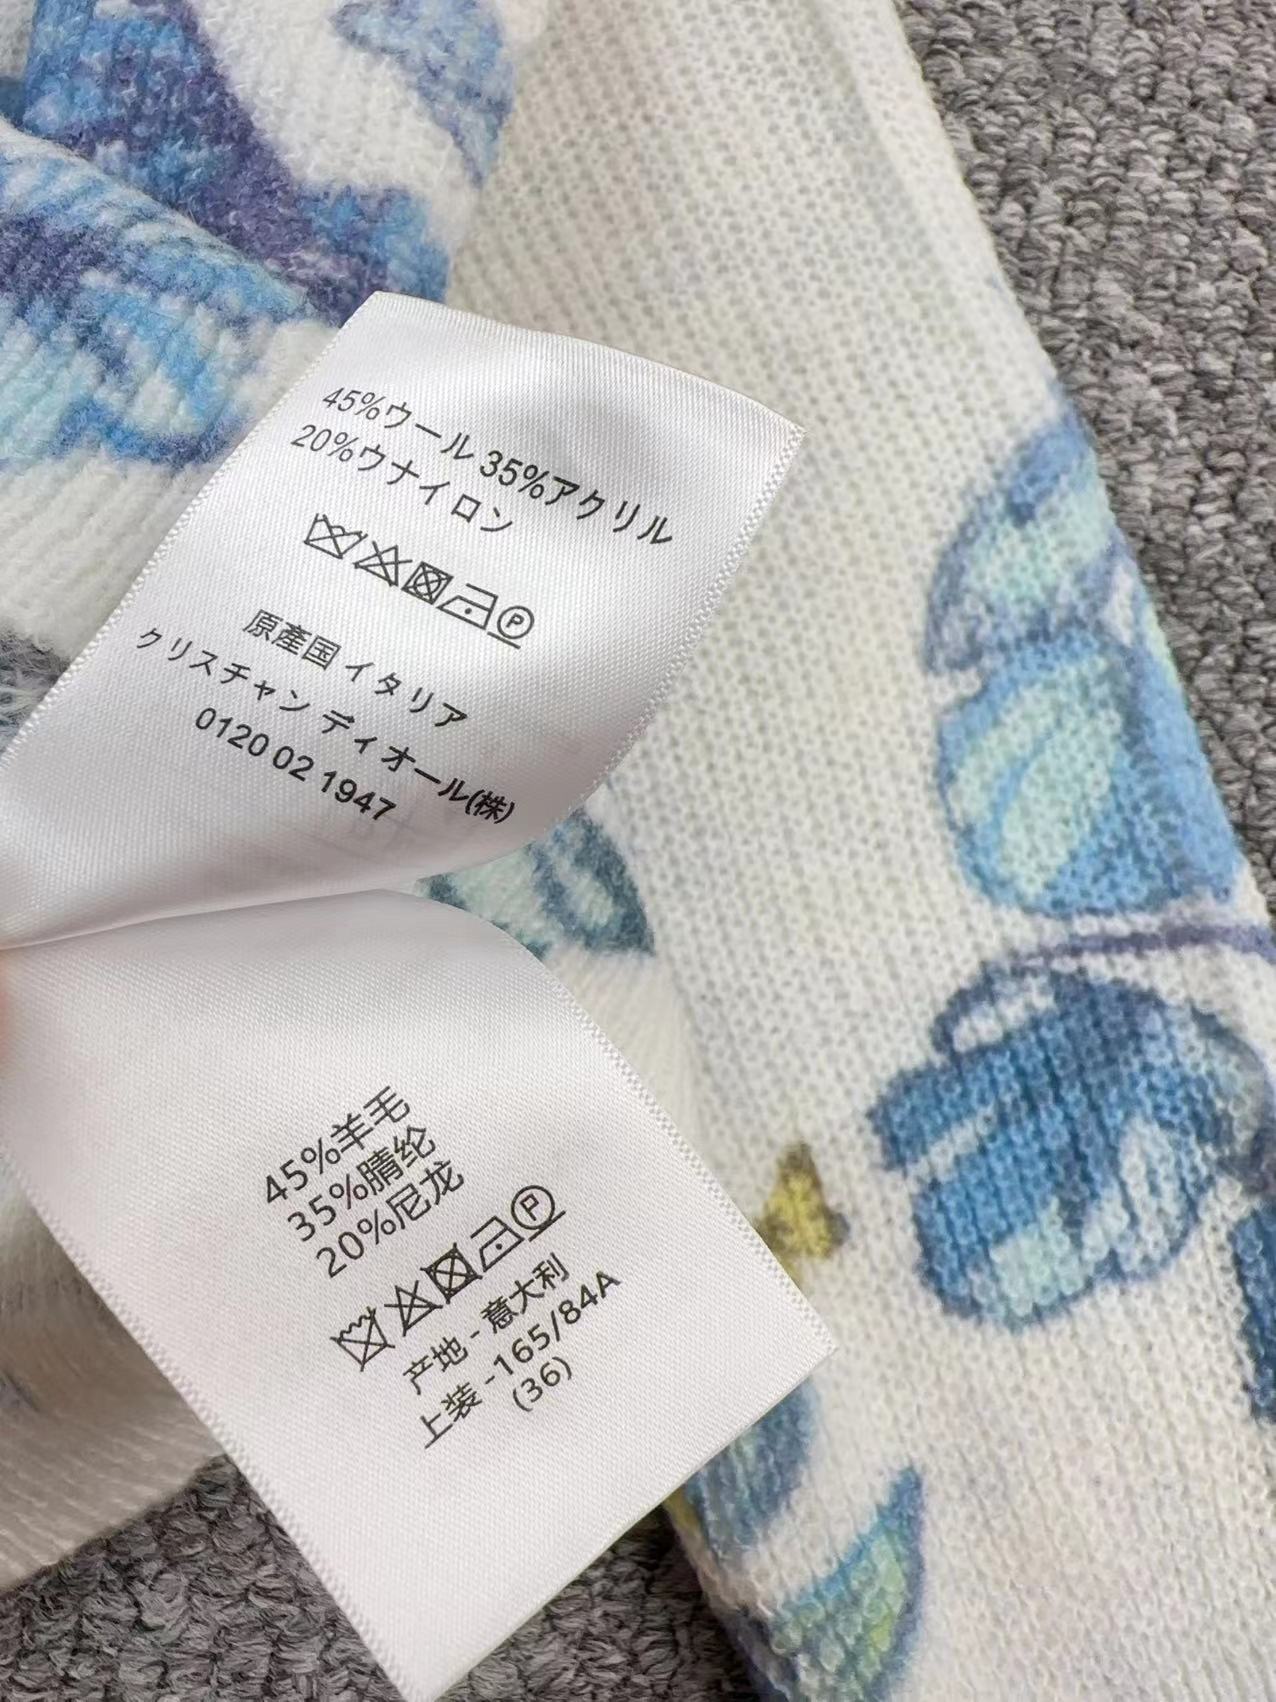 45%ウール 35%アクリル
20%ウナイロン
P
原產国 イタリア
クリスチャン ディオール(株)
0120 02 1947
45%羊毛
35%腈纶
20%尼龙
P
产地 - 意大利
上装 -165/84A
(36)